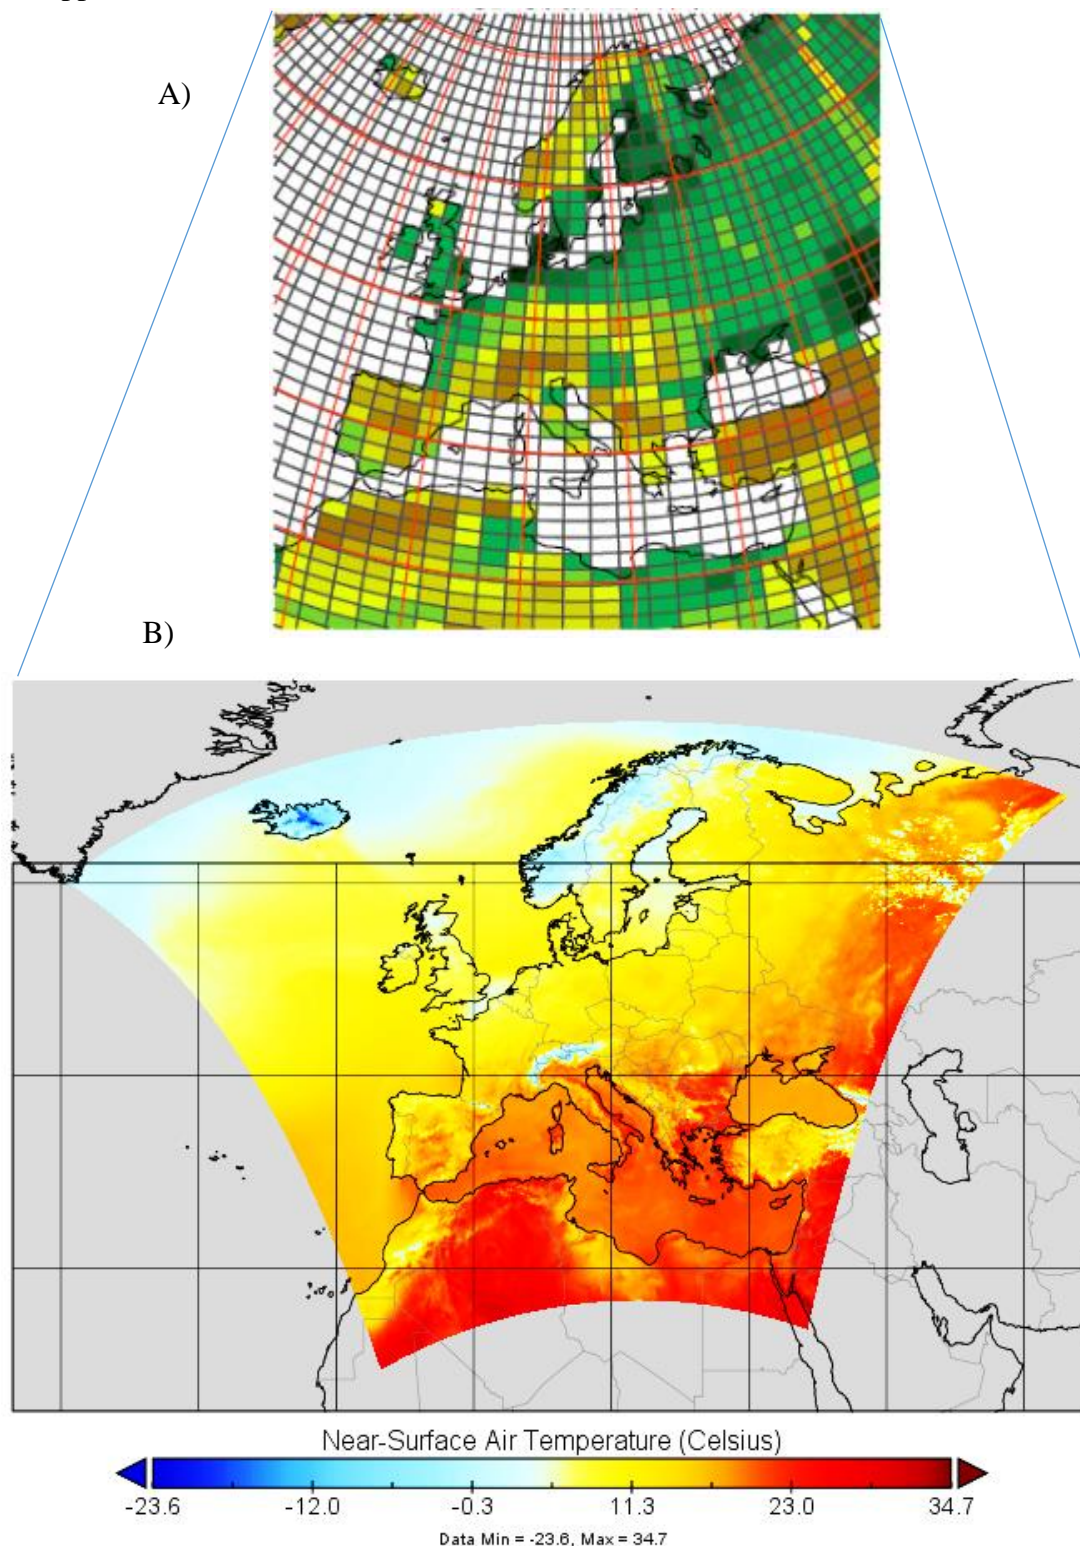 A)
B)
Near-Surface Air Temperature (Celsius)
-23.6 -12.0 -0.3 11.3 23.0 34.7
Data Min = -23.6, Max = 34.7